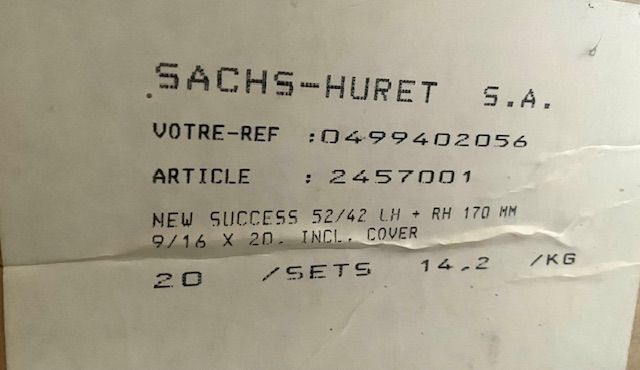 SACHS-HURET S.A.
VOTRE-REF :0499402056
ARTICLE : 2457001
NEW SUCCESS 52/42 LH + RH 170 MM
9/16 X 20. INCL. COVER
20 /SETS 14.2 /KG